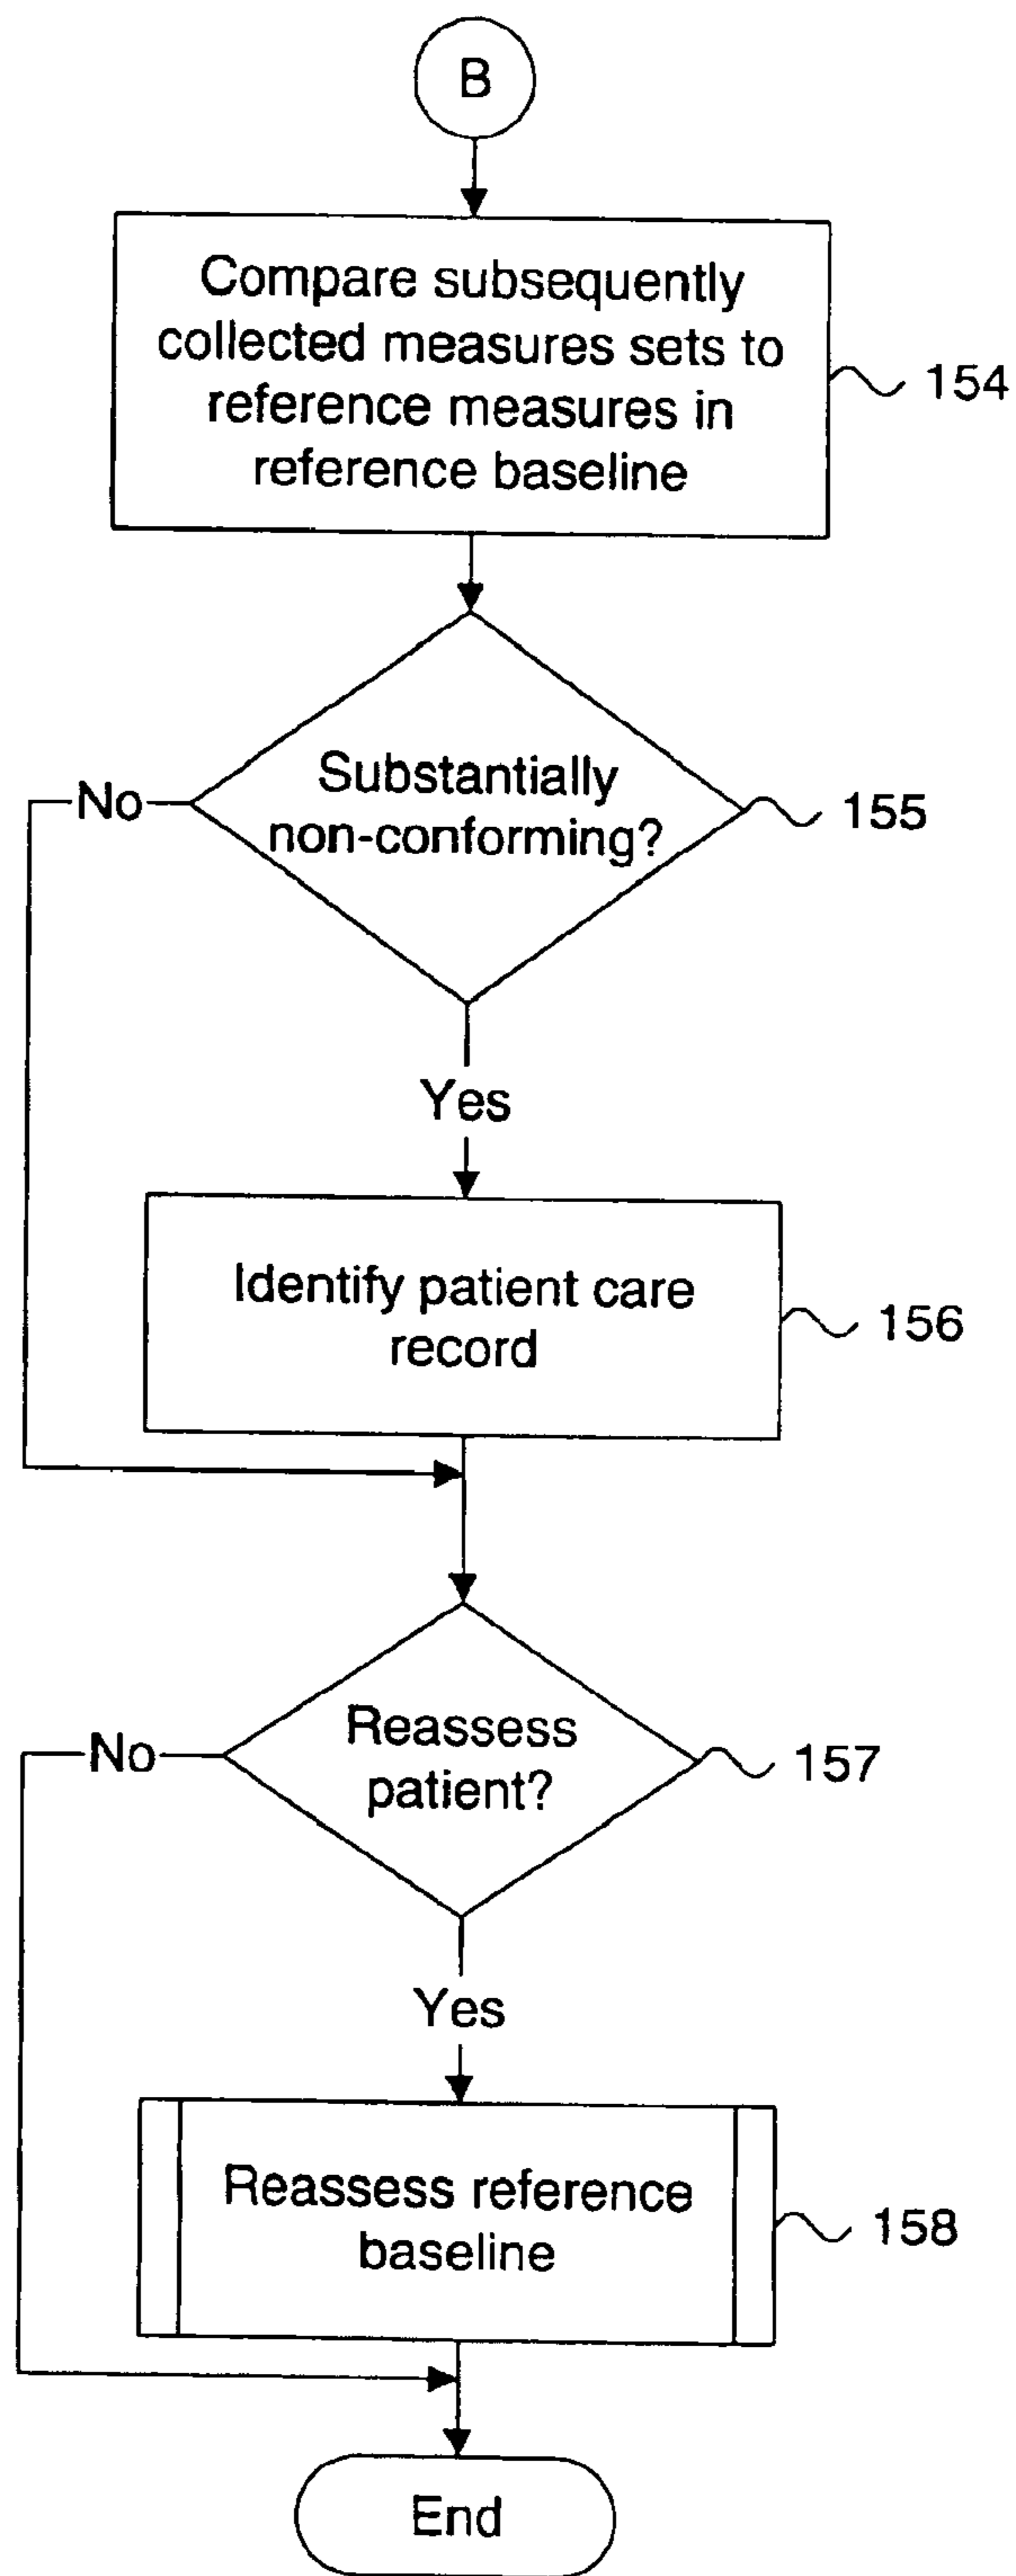 B
Compare subsequently
collected measures sets to
reference measures in
reference baseline
154
Substantially
non-conforming?
155
No
Yes
Identify patient care
record
156
Reassess
patient?
157
No
Yes
Reassess reference
baseline
158
End